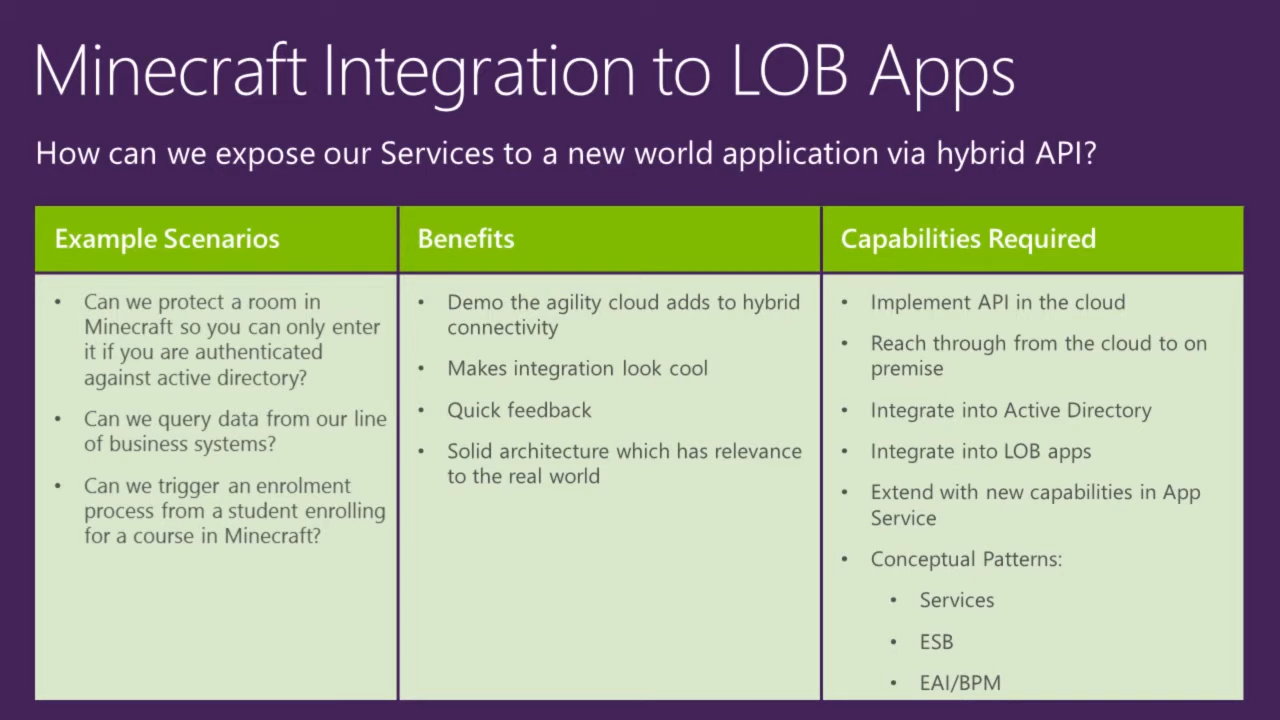 Minecraft Integration to LOB Apps
How can we expose our Services to a new world application via hybrid API?
Example Scenarios
• Can we protect a room in
Minecraft so you can only enter
it if you are authenticated
against active directory?
• Can we query data from our line
of business systems?
• Can we trigger an enrolment
process from a student enrolling
for a course in Minecraft?
Benefits
• Demo the agility cloud adds to hybrid
connectivity
• Makes integration look cool
• Quick feedback
• Solid architecture which has relevance
to the real world
Capabilities Required
• Implement API in the cloud
• Reach through from the cloud to on
premise
• Integrate into Active Directory
• Integrate into LOB apps
• Extend with new capabilities in App
Service
• Conceptual Patterns:
• Services
• ESB
• EAI/BPM